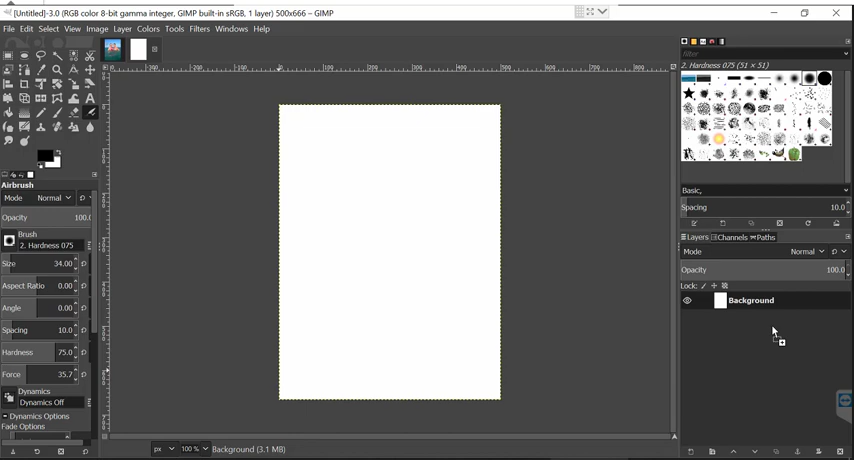 [Untitled]-3.0 (RGB color 8-bit gamma integer, GIMP built-in sRGB, 1 layer) 500x666 – GIMP
File Edit Select View Image Layer Colors Tools Filters Windows Help
filter
2. Hardness 075 (51 × 51)
Basic,
Spacing 10.0
Layers Channels Paths
Mode Normal
Opacity 100.0
Lock:
Background
Airbrush
Mode Normal
Opacity 100.0
Brush
2. Hardness 075
Size 34.00
Aspect Ratio 0.00
Angle 0.00
Spacing 10.0
Hardness 75.0
Force 35.7
Dynamics
Dynamics Off
Dynamics Options
Fade Options
px 100 % Background (3.1 MB)